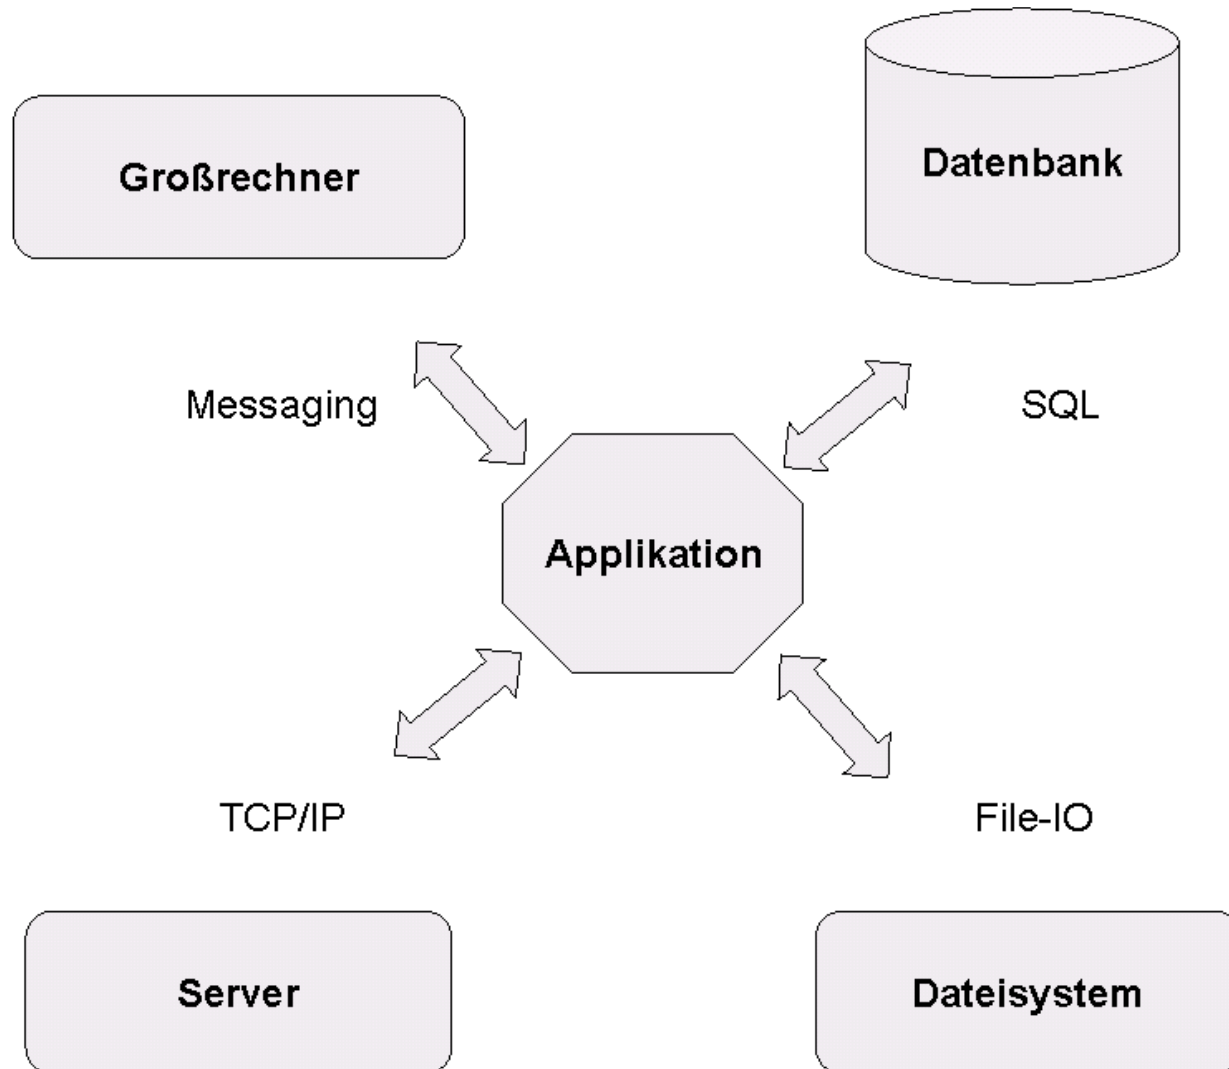 Großrechner
Datenbank
Messaging
SQL
Applikation
TCP/IP
File-IO
Server
Dateisystem